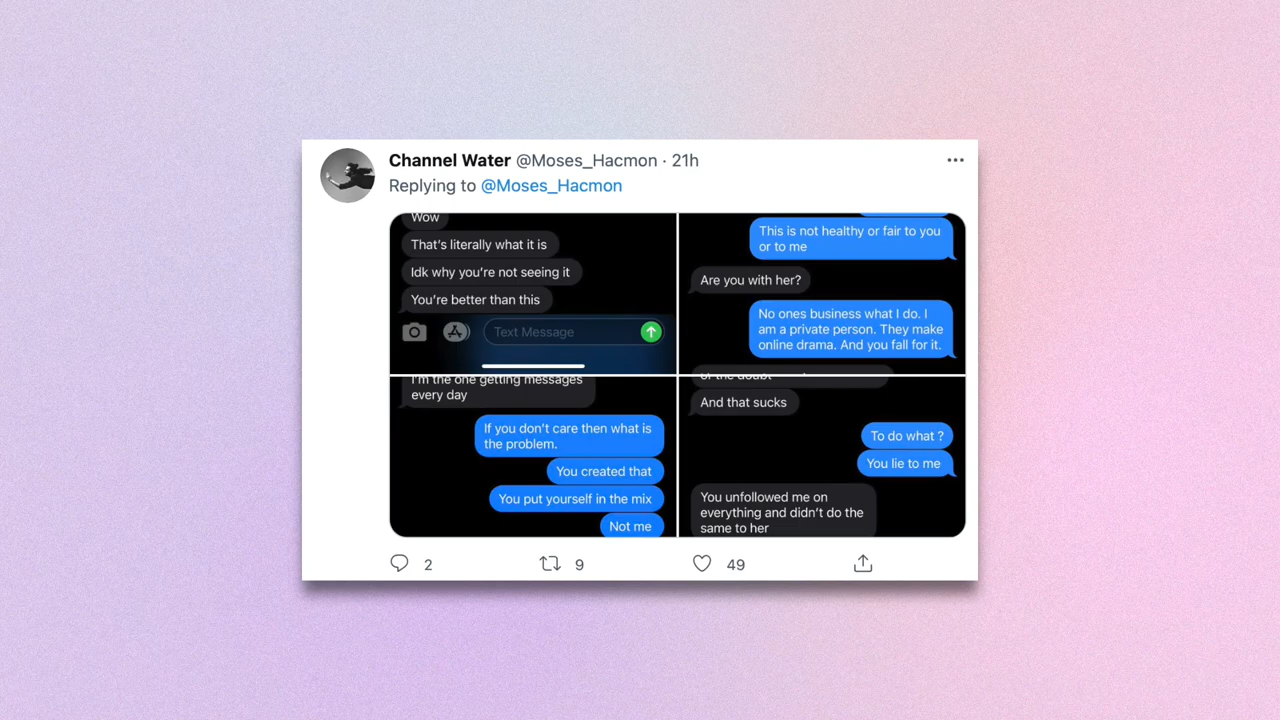 Channel Water @Moses_Hacmon · 21h
Replying to @Moses_Hacmon
Wow
That's literally what it is
Idk why you're not seeing it
You're better than this
Text Message
This is not healthy or fair to you
or to me
Are you with her?
No ones business what I do. I
am a private person. They make
online drama. And you fall for it.
I'm the one getting messages
every day
If you don't care then what is
the problem.
You created that
You put yourself in the mix
Not me
of the doubt
And that sucks
To do what ?
You lie to me
You unfollowed me on
everything and didn't do the
same to her
2
9
49